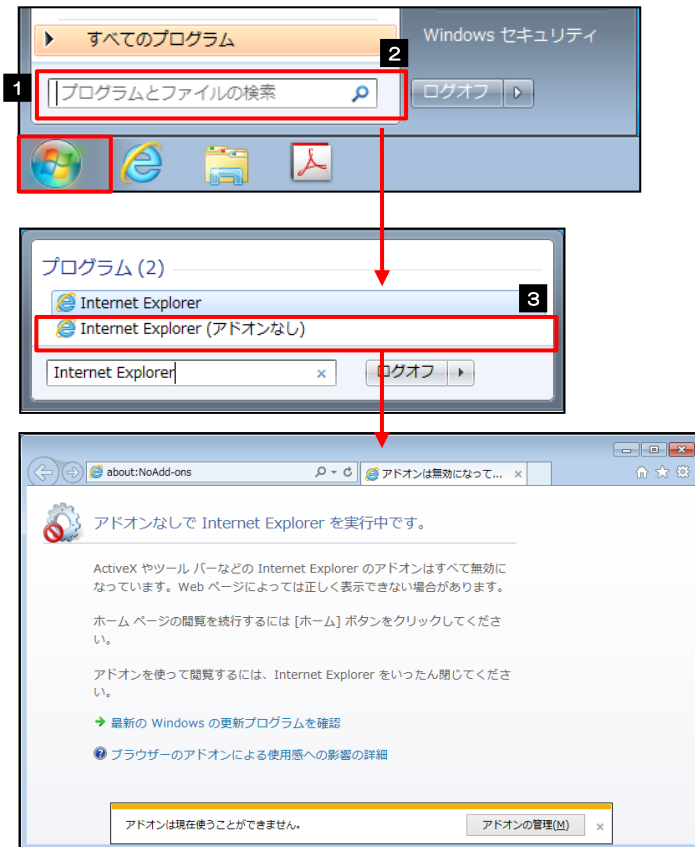 すべてのプログラム
Windows セキュリティ
2
1
プログラムとファイルの検索
ログオフ
プログラム (2)
Internet Explorer
3
Internet Explorer (アドオンなし)
Internet Explorer
ログオフ
about:NoAdd-ons
アドオンは無効になって...
アドオンなしで Internet Explorer を実行中です。
ActiveX やツール バーなどの Internet Explorer のアドオンはすべて無効に
なっています。Web ページによっては正しく表示できない場合があります。
ホーム ページの閲覧を続行するには [ホーム] ボタンをクリックしてくださ
い。
アドオンを使って閲覧するには、Internet Explorer をいったん閉じてくださ
い。
最新の Windows の更新プログラムを確認
ブラウザーのアドオンによる使用感への影響の詳細
アドオンは現在使うことができません。
アドオンの管理(M)